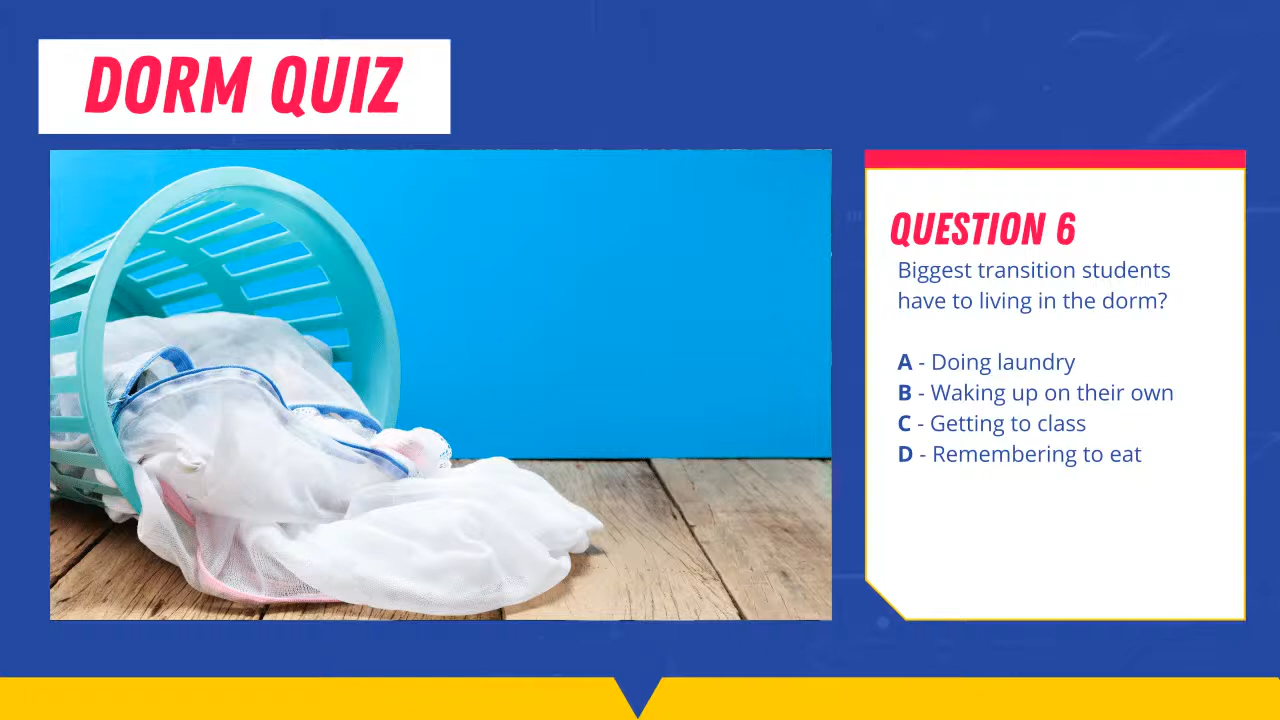 DORM QUIZ
QUESTION 6
Biggest transition students
have to living in the dorm?
A - Doing laundry
B - Waking up on their own
C - Getting to class
D - Remembering to eat